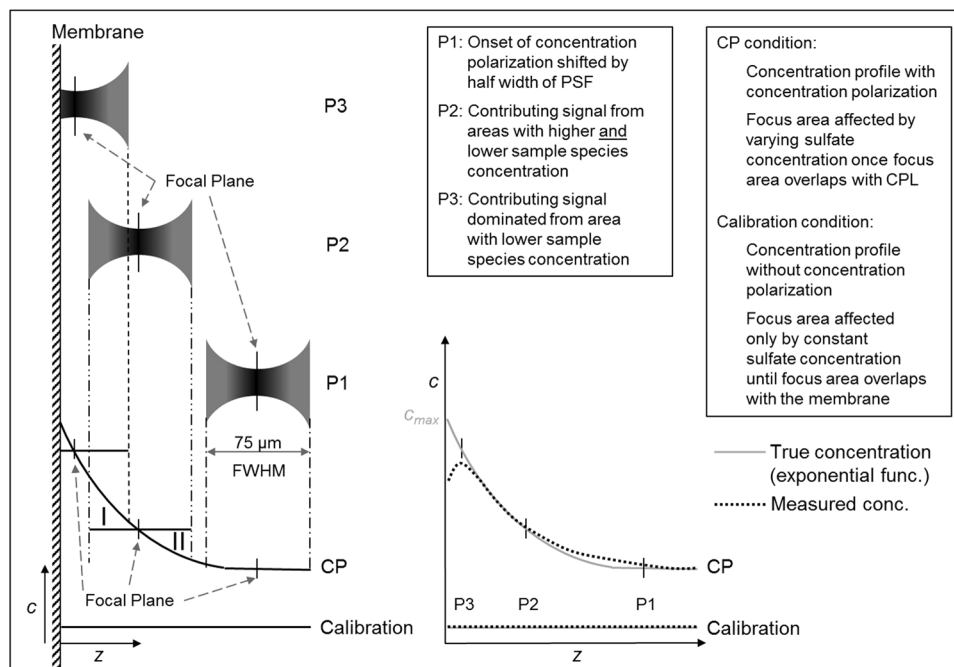 Membrane
P3
Focal Plane
P2
P1
75 µm
FWHM
I
II
CP
Focal Plane
c
Calibration
z
P1: Onset of concentration
polarization shifted by
half width of PSF
P2: Contributing signal from
areas with higher and
lower sample species
concentration
P3: Contributing signal
dominated from area
with lower sample
species concentration
CP condition:
Concentration profile with
concentration polarization
Focus area affected by
varying sulfate
concentration once focus
area overlaps with CPL
Calibration condition:
Concentration profile
without concentration
polarization
Focus area affected
only by constant
sulfate concentration
until focus area overlaps
with the membrane
c
cmax
True concentration
(exponential func.)
Measured conc.
CP
P3 P2 P1
Calibration
z